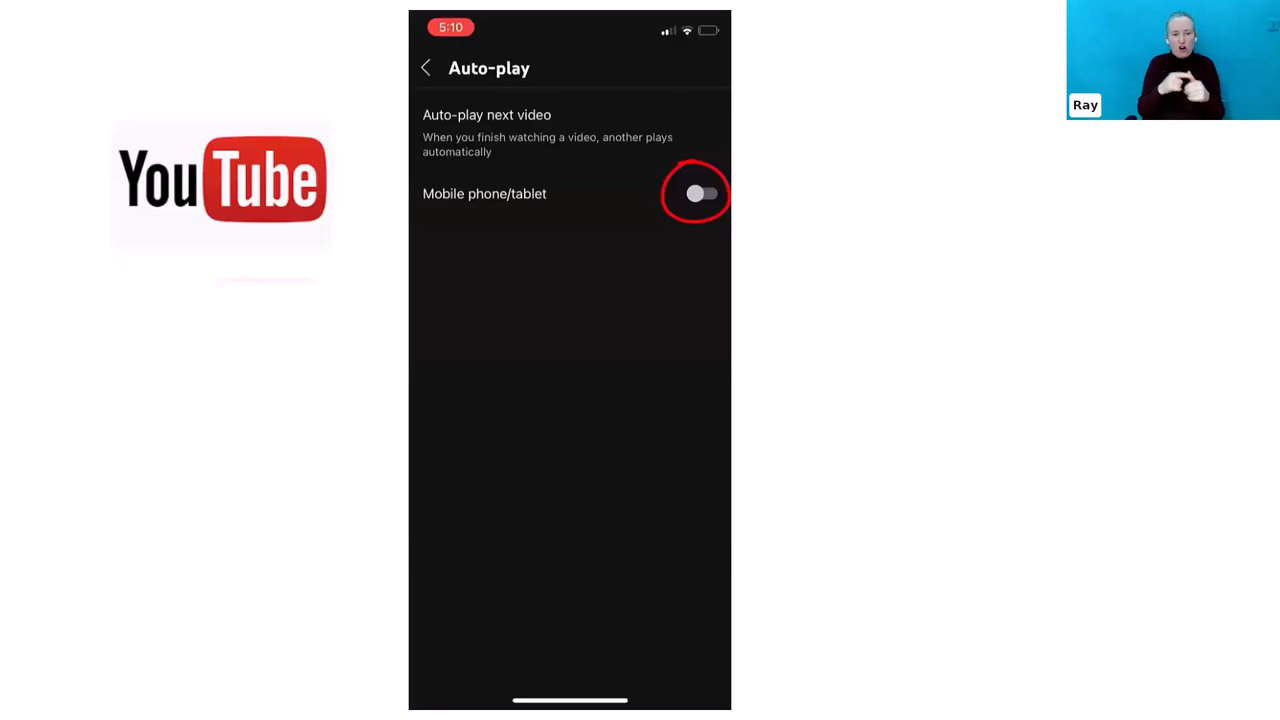 YouTube
5:10
Auto-play
Auto-play next video
When you finish watching a video, another plays
automatically
Mobile phone/tablet
Ray